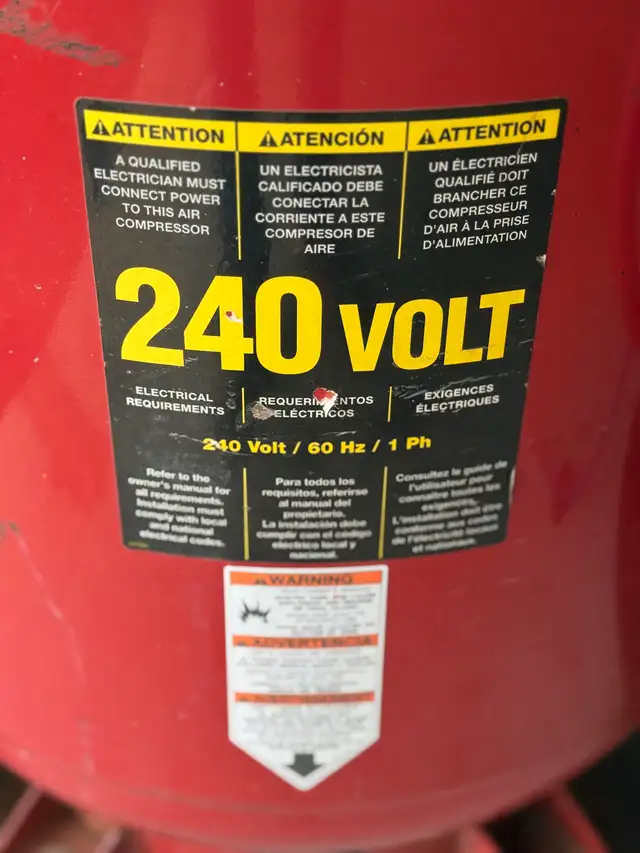 ATTENTION
A QUALIFIED
ELECTRICIAN MUST
CONNECT POWER
TO THIS AIR
COMPRESSOR
ATENCIÓN
UN ELECTRICISTA
CALIFICADO DEBE
CONECTAR LA
CORRIENTE A ESTE
COMPRESOR DE
AIRE
ATTENTION
UN ÉLECTRICIEN
QUALIFIÉ DOIT
BRANCHER CE
COMPRESSEUR
D'AIR À LA PRISE
D'ALIMENTATION
240 VOLT
ELECTRICAL
REQUIREMENTS
REQUERIMIENTOS
ELÉCTRICOS
EXIGENCES
ÉLECTRIQUES
240 Volt / 60 Hz / 1 Ph
Refer to the
owner's manual for
all requirements.
Installation must
comply with local
and national
electrical codes.
Para todos los
requisitos, referirse
al manual del
propietario.
La instalación debe
cumplir con el código
eléctrico local y
nacional.
Consultez le guide de
l'utilisateur pour
connaître toutes les
exigences.
L'installation doit être
conforme aux codes
de l'électricité locaux
et nationaux.
WARNING
ADVERTENCIA